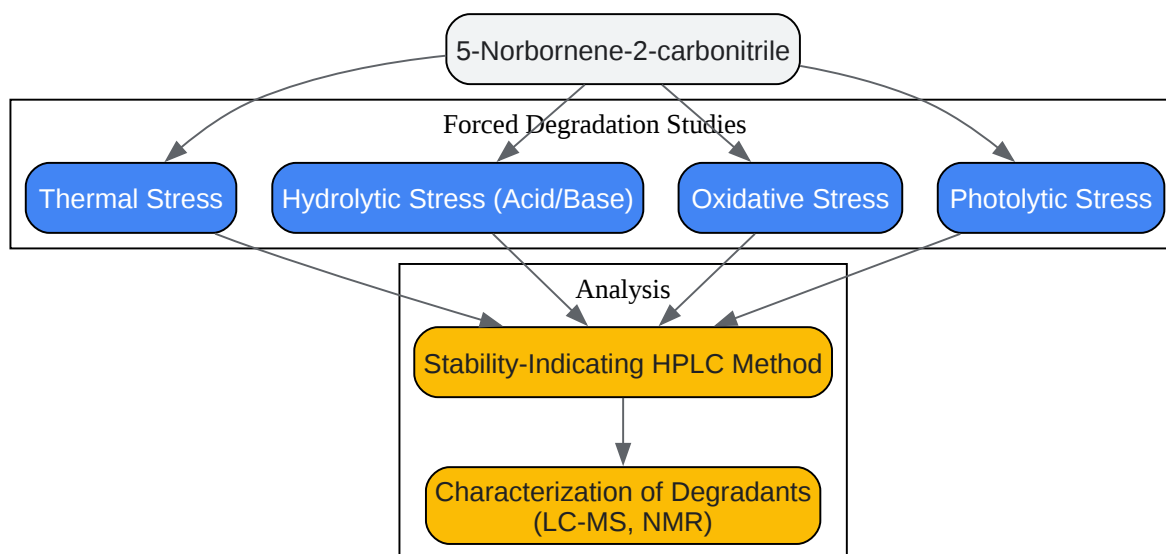 5-Norbornene-2-carbonitrile
Forced Degradation Studies
Thermal Stress
Hydrolytic Stress (Acid/Base)
Oxidative Stress
Photolytic Stress
Analysis
Stability-Indicating HPLC Method
Characterization of Degradants
(LC-MS, NMR)